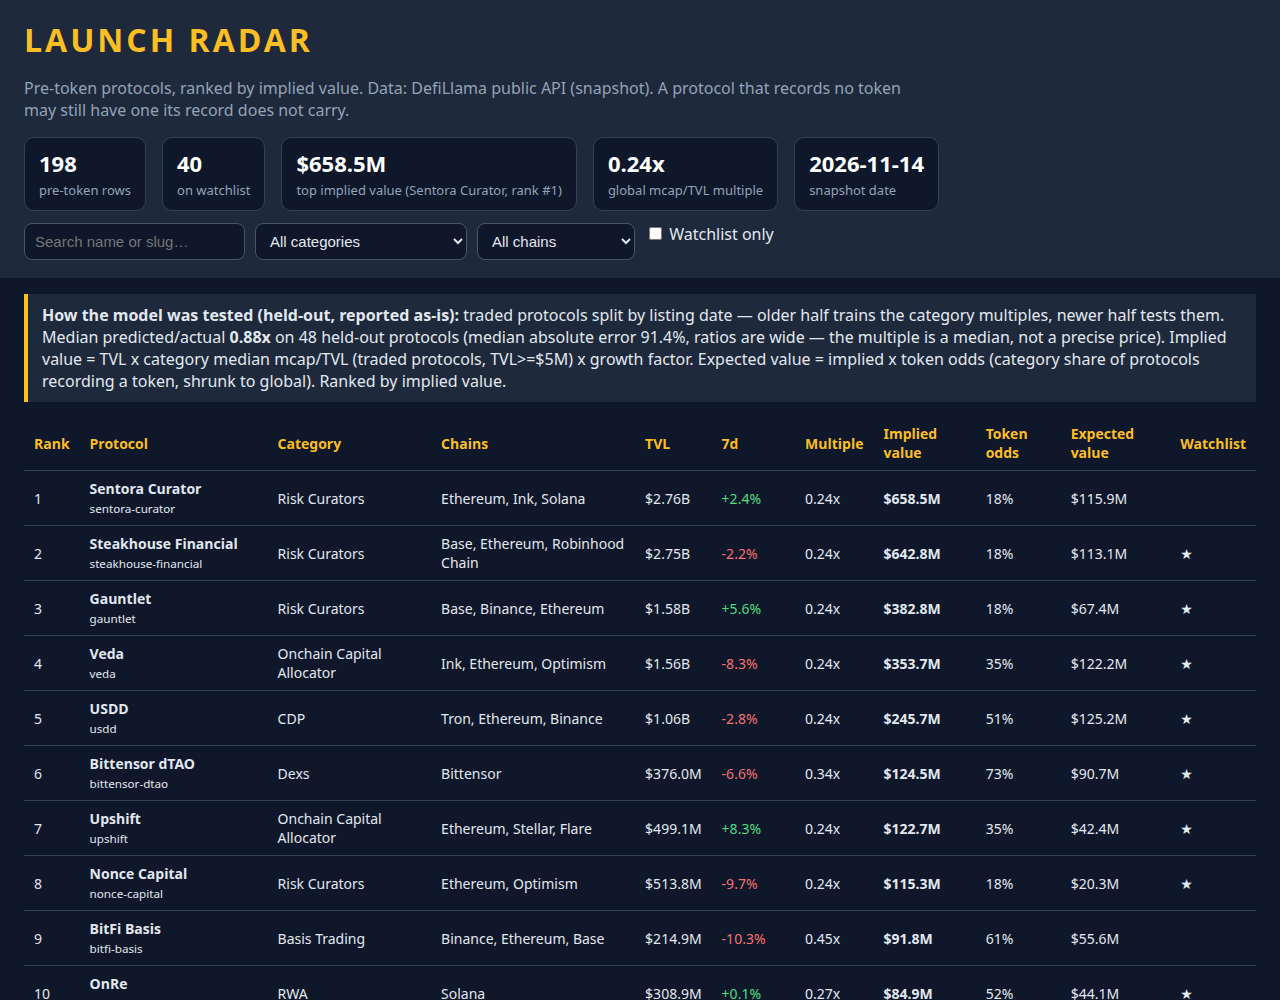 LAUNCH RADAR
Pre-token protocols, ranked by implied value. Data: DefiLlama public API (snapshot). A protocol that records no token
may still have one its record does not carry.
198
pre-token rows
40
on watchlist
$658.5M
top implied value (Sentora Curator, rank #1)
0.24x
global mcap/TVL multiple
2026-11-14
snapshot date
Search name or slug…
All categories
All chains
Watchlist only
How the model was tested (held-out, reported as-is): traded protocols split by listing date — older half trains the category multiples, newer half tests them.
Median predicted/actual 0.88x on 48 held-out protocols (median absolute error 91.4%, ratios are wide — the multiple is a median, not a precise price). Implied
value = TVL x category median mcap/TVL (traded protocols, TVL>=$5M) x growth factor. Expected value = implied x token odds (category share of protocols
recording a token, shrunk to global). Ranked by implied value.
Rank Protocol Category Chains TVL 7d Multiple Implied value Token odds Expected value Watchlist
1 Sentora Curator sentora-curator Risk Curators Ethereum, Ink, Solana $2.76B +2.4% 0.24x $658.5M 18% $115.9M
2 Steakhouse Financial steakhouse-financial Risk Curators Base, Ethereum, Robinhood Chain $2.75B -2.2% 0.24x $642.8M 18% $113.1M ★
3 Gauntlet gauntlet Risk Curators Base, Binance, Ethereum $1.58B +5.6% 0.24x $382.8M 18% $67.4M ★
4 Veda veda Onchain Capital Allocator Ink, Ethereum, Optimism $1.56B -8.3% 0.24x $353.7M 35% $122.2M ★
5 USDD usdd CDP Tron, Ethereum, Binance $1.06B -2.8% 0.24x $245.7M 51% $125.2M ★
6 Bittensor dTAO bittensor-dtao Dexs Bittensor $376.0M -6.6% 0.34x $124.5M 73% $90.7M ★
7 Upshift upshift Onchain Capital Allocator Ethereum, Stellar, Flare $499.1M +8.3% 0.24x $122.7M 35% $42.4M ★
8 Nonce Capital nonce-capital Risk Curators Ethereum, Optimism $513.8M -9.7% 0.24x $115.3M 18% $20.3M ★
9 BitFi Basis bitfi-basis Basis Trading Binance, Ethereum, Base $214.9M -10.3% 0.45x $91.8M 61% $55.6M
10 OnRe RWA Solana $308.9M +0.1% 0.27x $84.9M 52% $44.1M ★